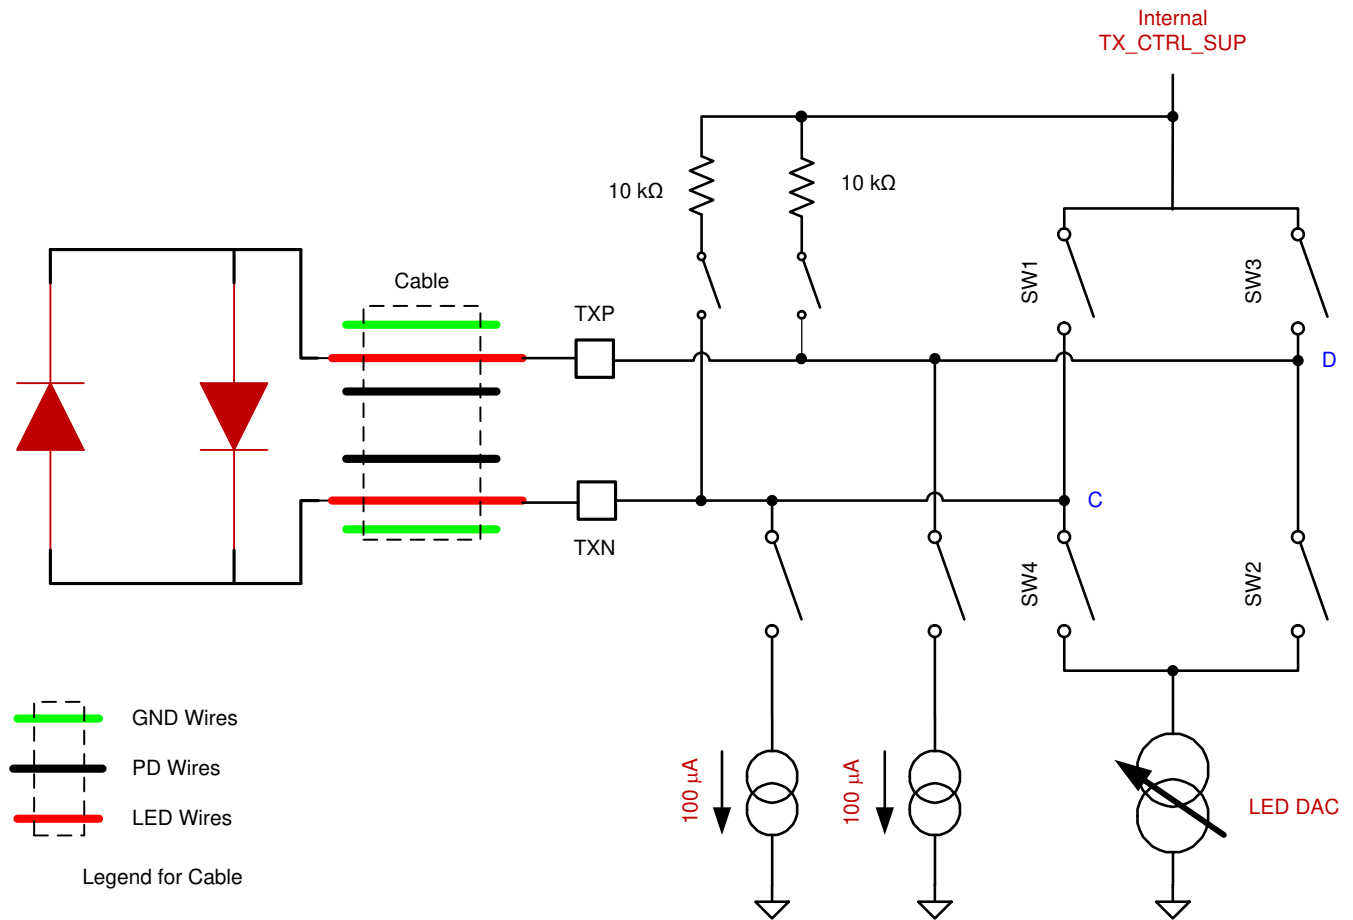 Internal
TX_CTRL_SUP
10 kΩ
10 kΩ
SW1
SW3
Cable
TXP
D
C
TXN
SW4
SW2
GND Wires
PD Wires
LED Wires
Legend for Cable
100 µA
100 µA
LED DAC